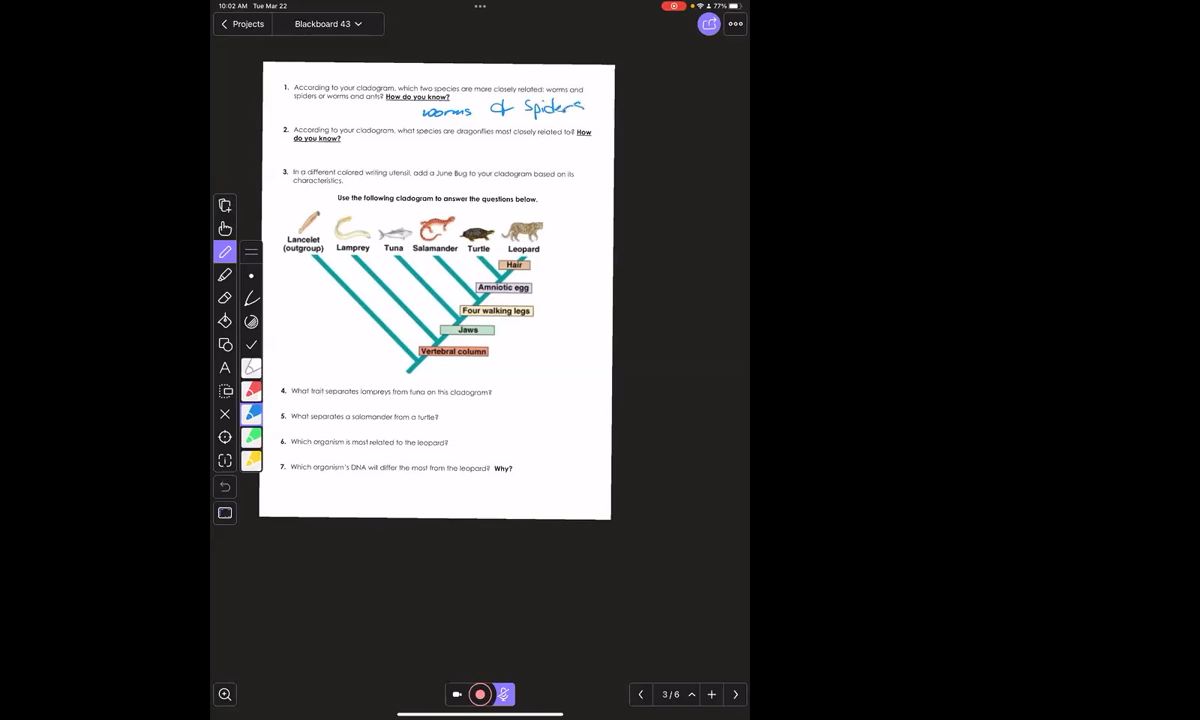 10:02 AM Tue Mar 22
77%
Projects
Blackboard 43
1. According to your cladogram, which two species are more closely related: worms and
spiders or worms and ants? How do you know?
worms & Spiders
2. According to your cladogram, what species are dragonflies most closely related to? How
do you know?
3. In a different colored writing utensil, add a June Bug to your cladogram based on its
characteristics.
Use the following cladogram to answer the questions below.
Lancelet
(outgroup)
Lamprey
Tuna
Salamander
Turtle
Leopard
Hair
Amniotic egg
Four walking legs
Jaws
Vertebral column
4. What trait separates lampreys from tuna on this cladogram?
5. What separates a salamander from a turtle?
6. Which organism is most related to the leopard?
7. Which organism's DNA will differ the most from the leopard? Why?
A
3 / 6